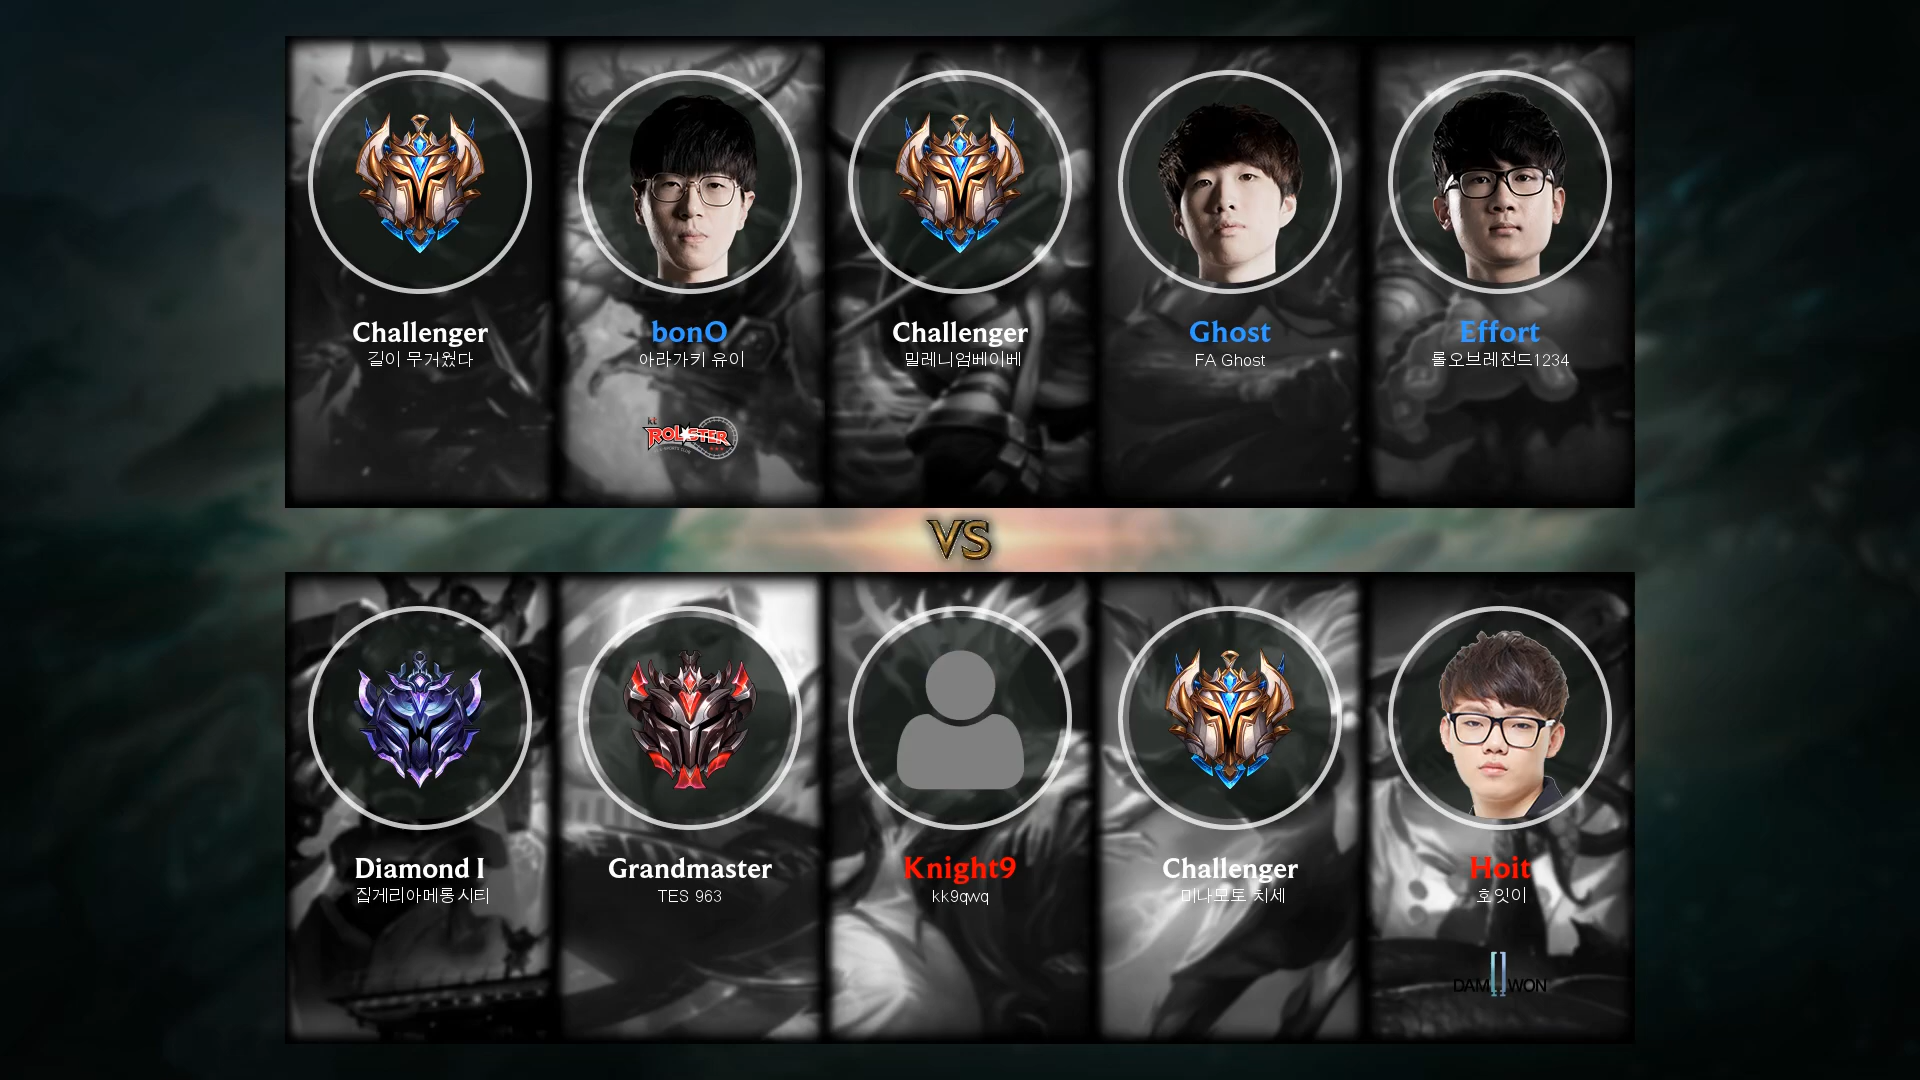 Challenger
길이 무거웠다
bonO
아라가키 유이
kt
ROLSTER
Challenger
밀레니엄베이베
Ghost
FA Ghost
Effort
롤오브레전드1234
VS
Diamond I
집게리아메롱시티
Grandmaster
TES 963
Knight9
kk9qwq
Challenger
미나모토 치세
Hoit
호잇이
DAMWON